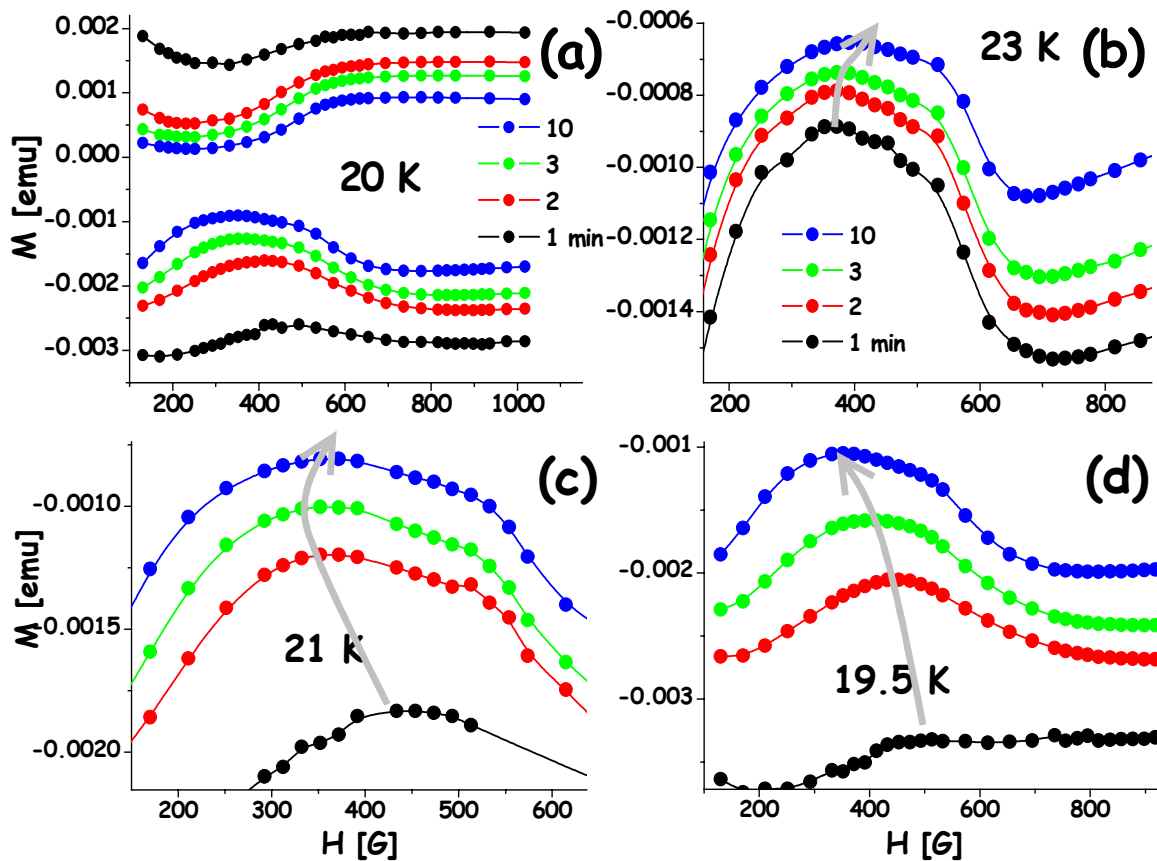 (a)
M [emu]
0.002
0.001
0.000
-0.001
-0.002
-0.003
20 K
10
3
2
1 min
200 400 600 800 1000
(b)
23 K
-0.0006
-0.0008
-0.0010
-0.0012
-0.0014
10
3
2
1 min
200 400 600 800
(c)
M [emu]
-0.0010
-0.0015
-0.0020
21 K
200 300 400 500 600
H [G]
(d)
-0.001
-0.002
-0.003
19.5 K
200 400 600 800
H [G]